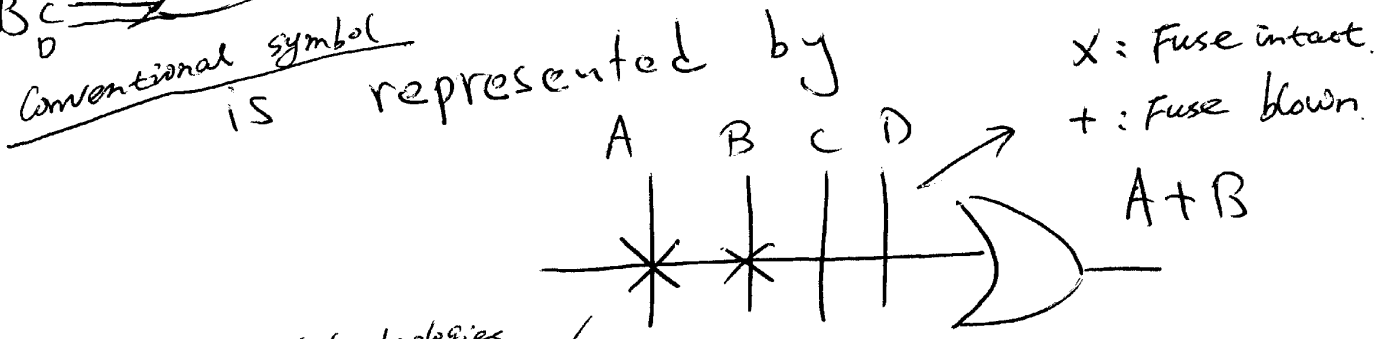 B C
D
Conventional symbol
is represented by
X : Fuse intact.
+ : Fuse blown.
A B C D
A + B